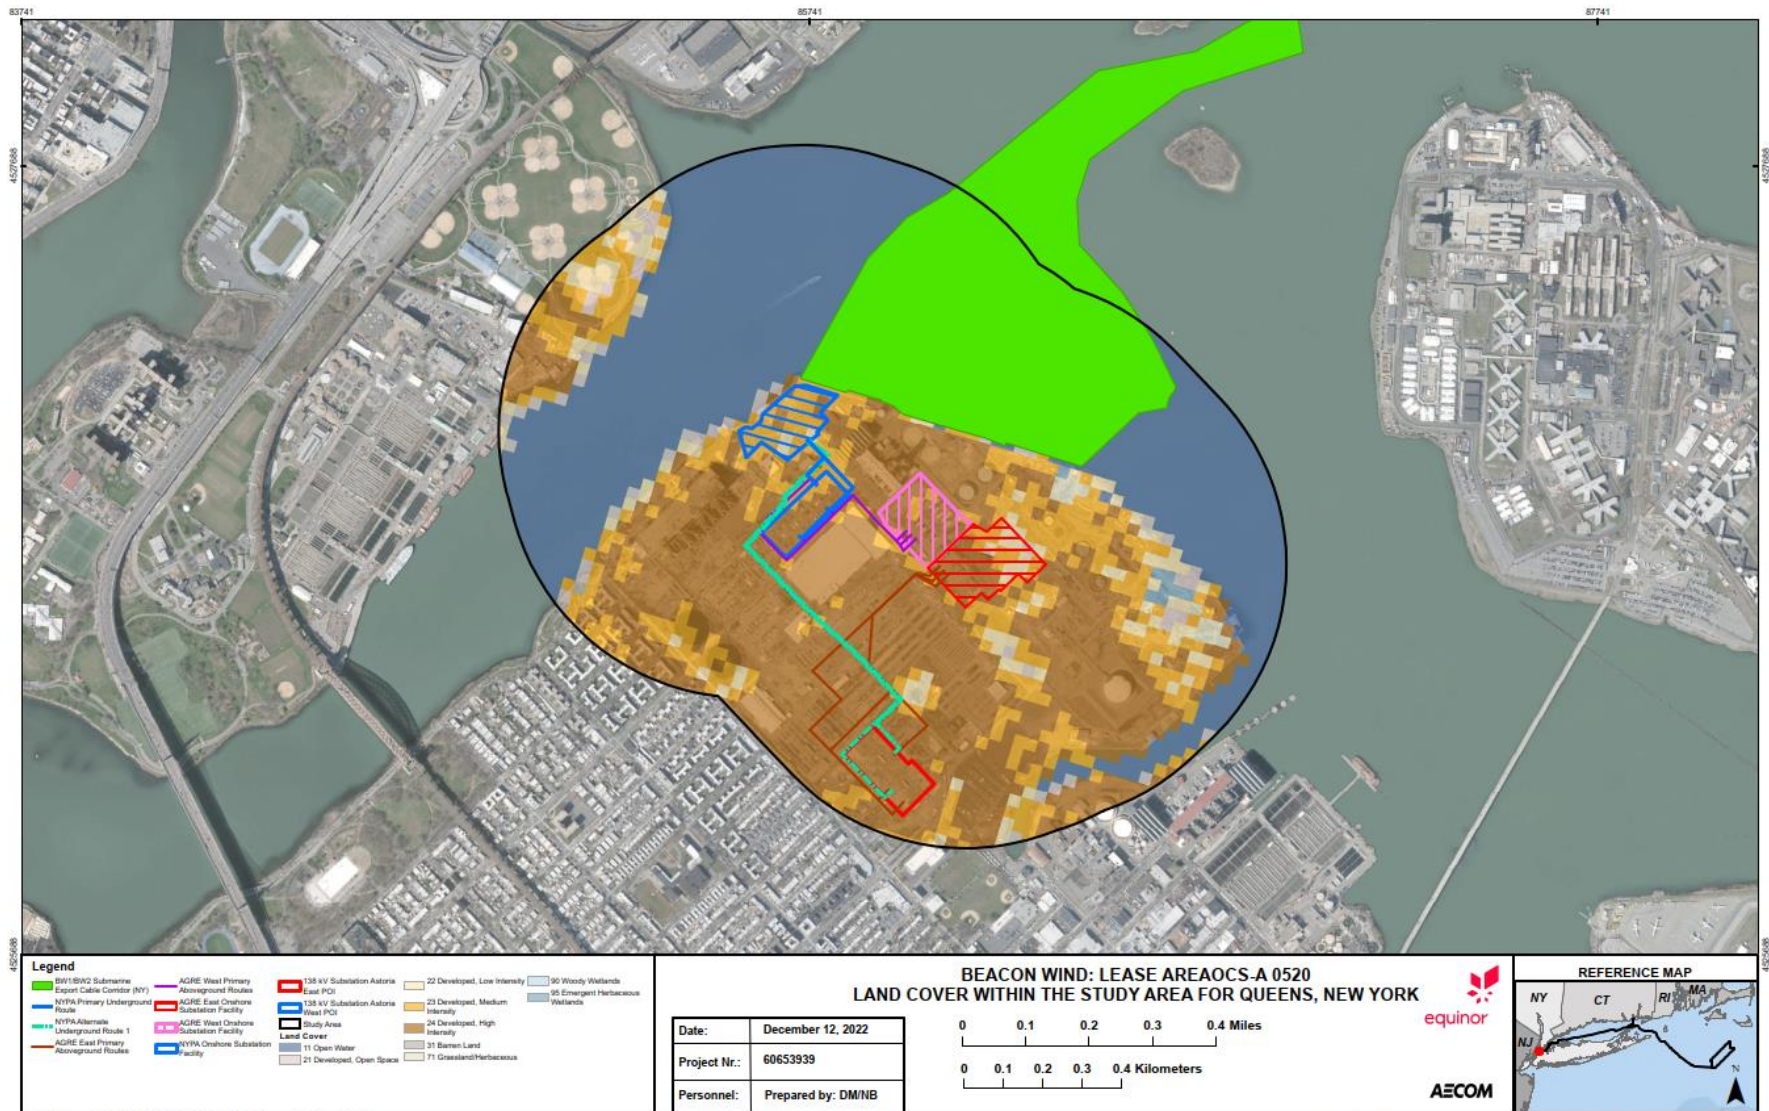 83741
85741
87741
4527688
4527688
4525688
4525688
Legend
BW1/BW2 Submarine
Export Cable Corridor (NY)
NYPA Primary Underground
Route
NYPA Alternate
Underground Route 1
AGRE East Primary
Aboveground Routes
AGRE West Primary
Aboveground Routes
AGRE East Onshore
Substation Facility
AGRE West Onshore
Substation Facility
NYPA Onshore Substation
Facility
138 kV Substation Astoria
East POI
138 kV Substation Astoria
West POI
Study Area
Land Cover
11 Open Water
21 Developed, Open Space
22 Developed, Low Intensity
23 Developed, Medium
Intensity
24 Developed, High
Intensity
31 Barren Land
71 Grassland/Herbaceous
90 Woody Wetlands
95 Emergent Herbaceous
Wetlands
BEACON WIND: LEASE AREAOCS-A 0520
LAND COVER WITHIN THE STUDY AREA FOR QUEENS, NEW YORK
equinor
Date: December 12, 2022
Project Nr.: 60653939
Personnel: Prepared by: DM/NB
0 0.1 0.2 0.3 0.4 Miles
0 0.1 0.2 0.3 0.4 Kilometers
AECOM
REFERENCE MAP
NY CT RI MA
NJ
N